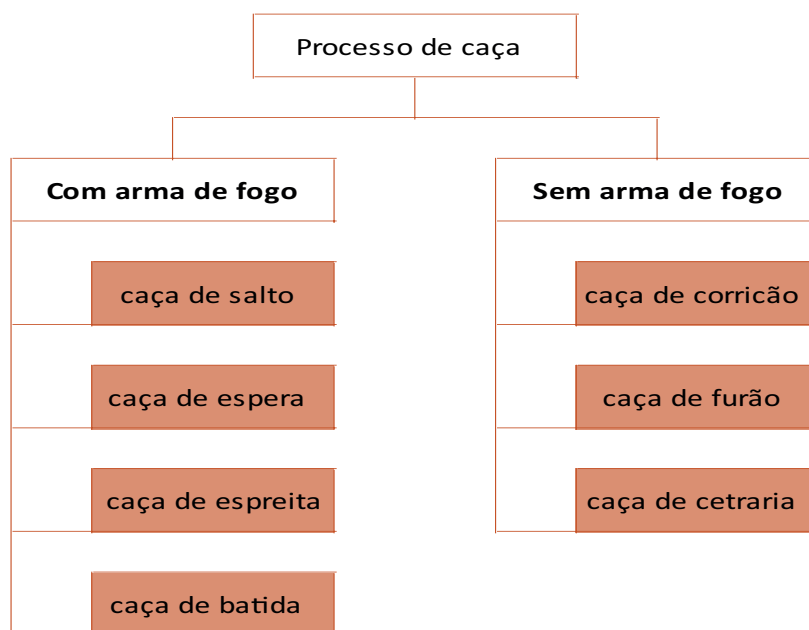 Processo de caça
Com arma de fogo
caça de salto
caça de espera
caça de espreita
caça de batida
Sem arma de fogo
caça de corricão
caça de furão
caça de cetraria